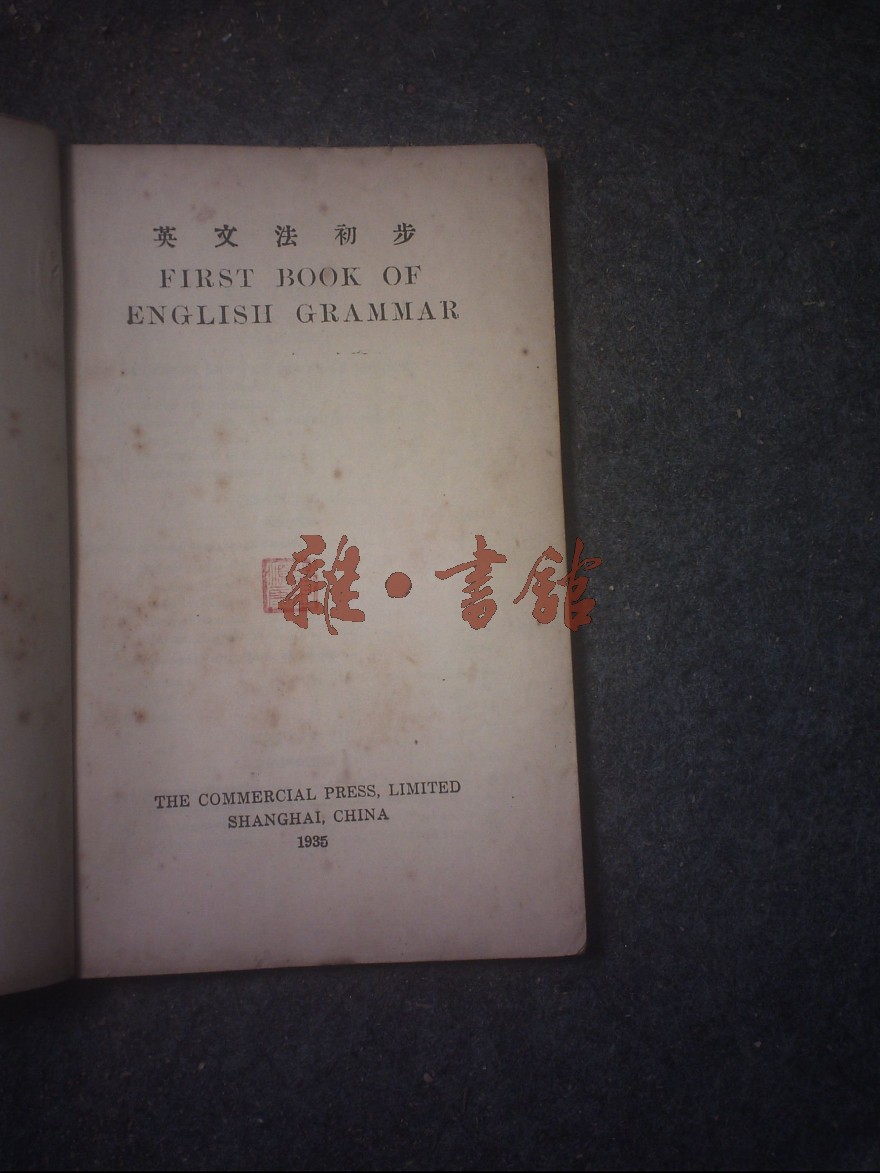 英文法初步
FIRST BOOK OF
ENGLISH GRAMMAR
雜·書館
THE COMMERCIAL PRESS, LIMITED
SHANGHAI, CHINA
1935